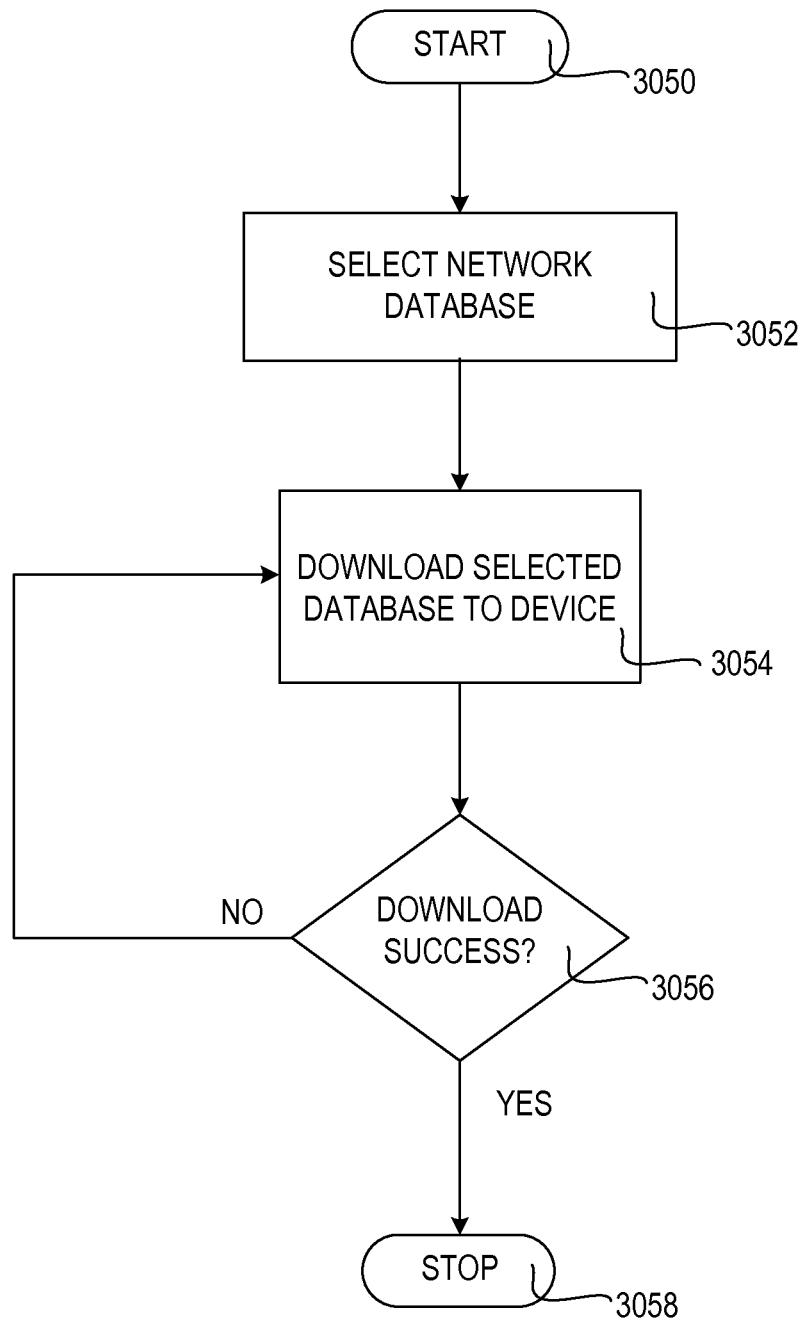 START
3050
SELECT NETWORK
DATABASE
3052
DOWNLOAD SELECTED
DATABASE TO DEVICE
3054
DOWNLOAD
SUCCESS?
NO
3056
YES
STOP
3058